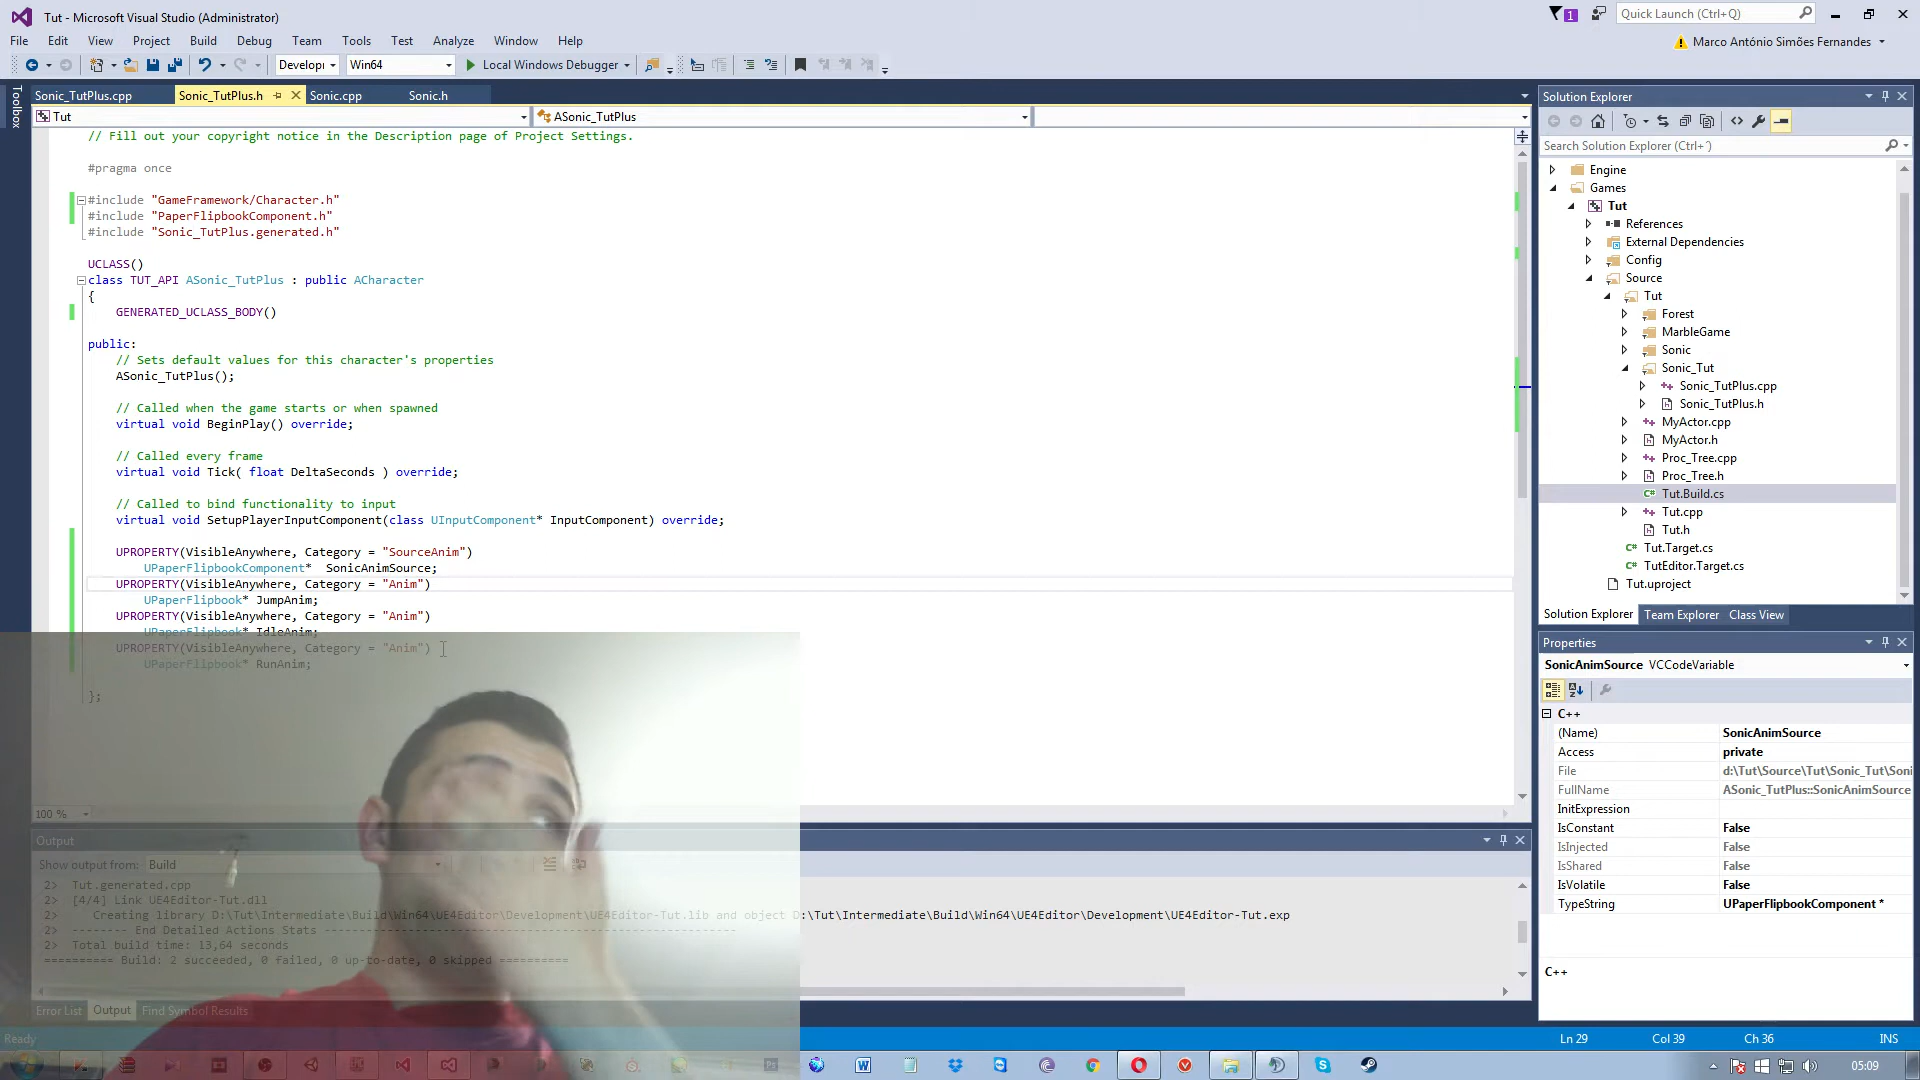 Tut - Microsoft Visual Studio (Administrator)
1
Quick Launch (Ctrl+Q)
File Edit View Project Build Debug Team Tools Test Analyze Window Help
Marco António Simões Fernandes
Develop Win64 Local Windows Debugger
Toolbox
Sonic_TutPlus.cpp Sonic_TutPlus.h Sonic.cpp Sonic.h
Tut ASonic_TutPlus
// Fill out your copyright notice in the Description page of Project Settings.
#pragma once
#include "GameFramework/Character.h"
#include "PaperFlipbookComponent.h"
#include "Sonic_TutPlus.generated.h"
UCLASS()
class TUT_API ASonic_TutPlus : public ACharacter
{
GENERATED_UCLASS_BODY()
public:
// Sets default values for this character's properties
ASonic_TutPlus();
// Called when the game starts or when spawned
virtual void BeginPlay() override;
// Called every frame
virtual void Tick( float DeltaSeconds ) override;
// Called to bind functionality to input
virtual void SetupPlayerInputComponent(class UInputComponent* InputComponent) override;
UPROPERTY(VisibleAnywhere, Category = "SourceAnim")
UPaperFlipbookComponent* SonicAnimSource;
UPROPERTY(VisibleAnywhere, Category = "Anim")
UPaperFlipbook* JumpAnim;
UPROPERTY(VisibleAnywhere, Category = "Anim")
UPaperFlipbook* IdleAnim;
UPROPERTY(VisibleAnywhere, Category = "Anim")
UPaperFlipbook* RunAnim;
};
100 %
Output
Show output from: Build
2> Tut.generated.cpp
2> [4/4] Link UE4Editor-Tut.dll
2> Creating library D:\Tut\Intermediate\Build\Win64\UE4Editor\Development\UE4Editor-Tut.lib and object D:\Tut\Intermediate\Build\Win64\UE4Editor\Development\UE4Editor-Tut.exp
2> -------- End Detailed Actions Stats -----------------------------------------------------------
2> Total build time: 13,64 seconds
========== Build: 2 succeeded, 0 failed, 0 up-to-date, 0 skipped ==========
Error List Output Find Symbol Results
Ready
Solution Explorer
Search Solution Explorer (Ctrl+´)
Engine
Games
Tut
References
External Dependencies
Config
Source
Tut
Forest
MarbleGame
Sonic
Sonic_Tut
Sonic_TutPlus.cpp
Sonic_TutPlus.h
MyActor.cpp
MyActor.h
Proc_Tree.cpp
Proc_Tree.h
Tut.Build.cs
Tut.cpp
Tut.h
Tut.Target.cs
TutEditor.Target.cs
Tut.uproject
Solution Explorer Team Explorer Class View
Properties
SonicAnimSource VCCodeVariable
C++
(Name) SonicAnimSource
Access private
File d:\Tut\Source\Tut\Sonic_Tut\Soni
FullName ASonic_TutPlus::SonicAnimSource
InitExpression
IsConstant False
IsInjected False
IsShared False
IsVolatile False
TypeString UPaperFlipbookComponent *
C++
Ln 29 Col 39 Ch 36 INS
05:09